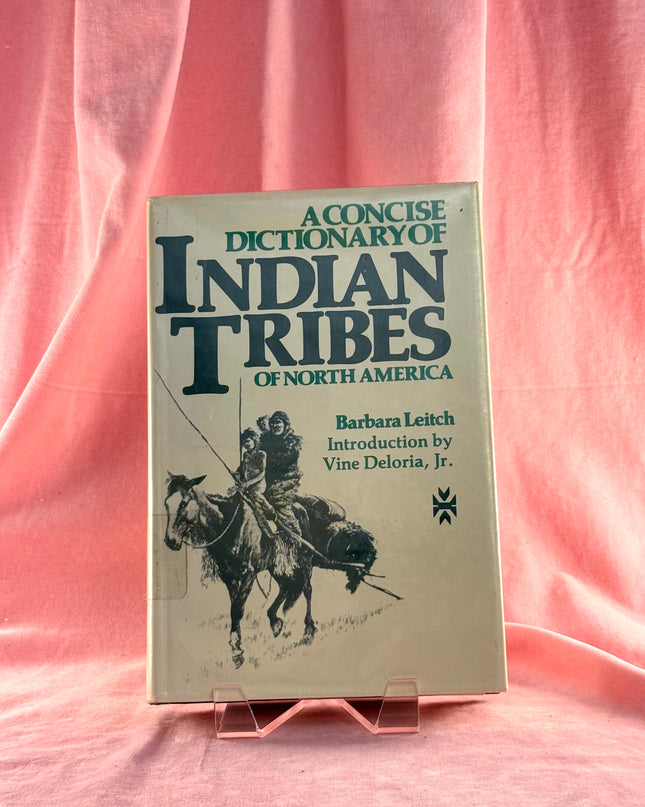 A CONCISE
DICTIONARY OF
INDIAN
TRIBES
OF NORTH AMERICA
Barbara Leitch
Introduction by
Vine Deloria, Jr.